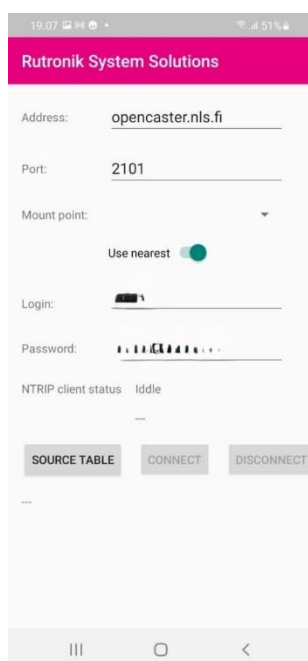 19.07 51%
Rutronik System Solutions
Address: opencaster.nls.fi
Port: 2101
Mount point:
Use nearest
Login:
Password:
NTRIP client status Iddle
---
SOURCE TABLE CONNECT DISCONNECT
---